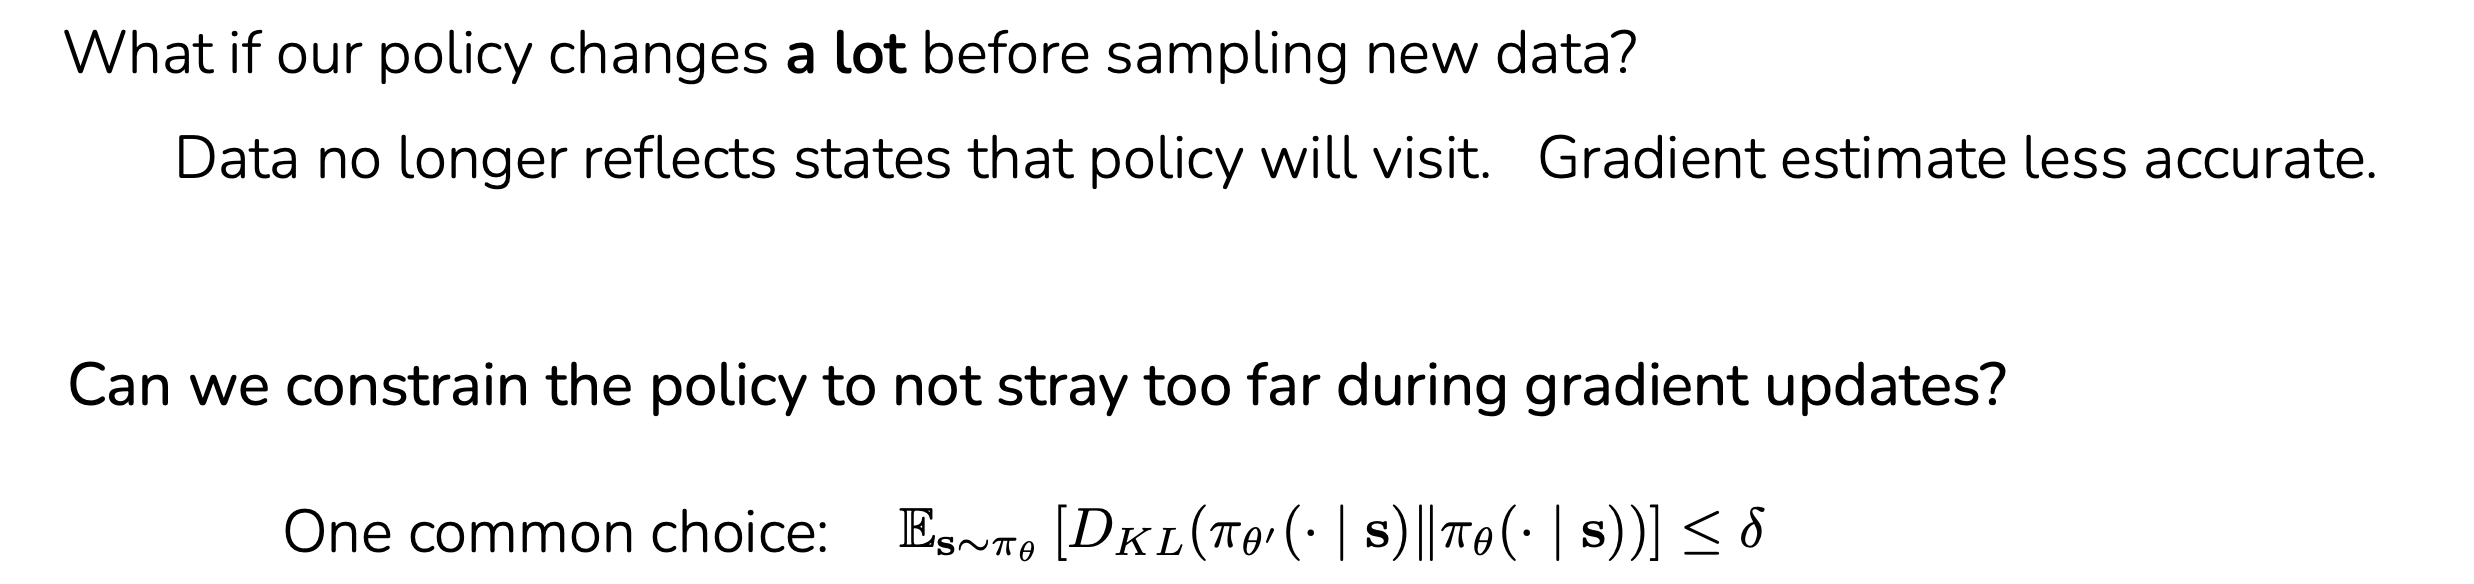 What if our policy changes a lot before sampling new data?
Data no longer reflects states that policy will visit. Gradient estimate less accurate.
Can we constrain the policy to not stray too far during gradient updates?
One common choice: $\mathbb{E}_{\mathbf{s}\sim\pi_\theta}\left[D_{KL}(\pi_{\theta'}(\cdot \mid \mathbf{s}) \| \pi_\theta(\cdot \mid \mathbf{s}))\right] \leq \delta$